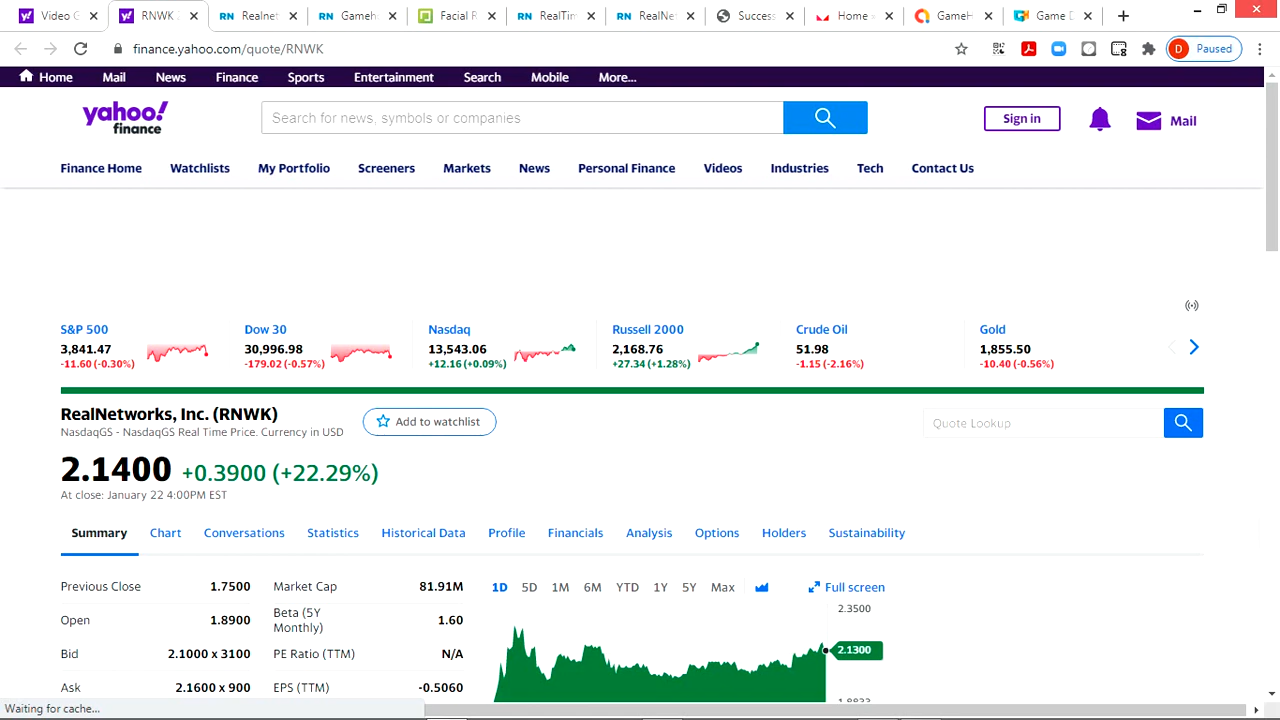 Video G
RNWK
Realnet
Gameh
Facial R
RealTim
RealNe
Success
Home
GameH
Game D
finance.yahoo.com/quote/RNWK
D Paused
Home Mail News Finance Sports Entertainment Search Mobile More...
yahoo!
finance
Search for news, symbols or companies
Sign in
Mail
Finance Home Watchlists My Portfolio Screeners Markets News Personal Finance Videos Industries Tech Contact Us
S&P 500 Dow 30 Nasdaq Russell 2000 Crude Oil Gold
3,841.47 30,996.98 13,543.06 2,168.76 51.98 1,855.50
-11.60 (-0.30%) -179.02 (-0.57%) +12.16 (+0.09%) +27.34 (+1.28%) -1.15 (-2.16%) -10.40 (-0.56%)
RealNetworks, Inc. (RNWK)
NasdaqGS - NasdaqGS Real Time Price. Currency in USD
Add to watchlist
Quote Lookup
2.1400 +0.3900 (+22.29%)
At close: January 22 4:00PM EST
Summary Chart Conversations Statistics Historical Data Profile Financials Analysis Options Holders Sustainability
Previous Close 1.7500
Open 1.8900
Bid 2.1000 x 3100
Ask 2.1600 x 900
Market Cap 81.91M
Beta (5Y
Monthly) 1.60
PE Ratio (TTM) N/A
EPS (TTM) -0.5060
1D 5D 1M 6M YTD 1Y 5Y Max
Full screen
2.3500
2.1300
1.8833
Waiting for cache...